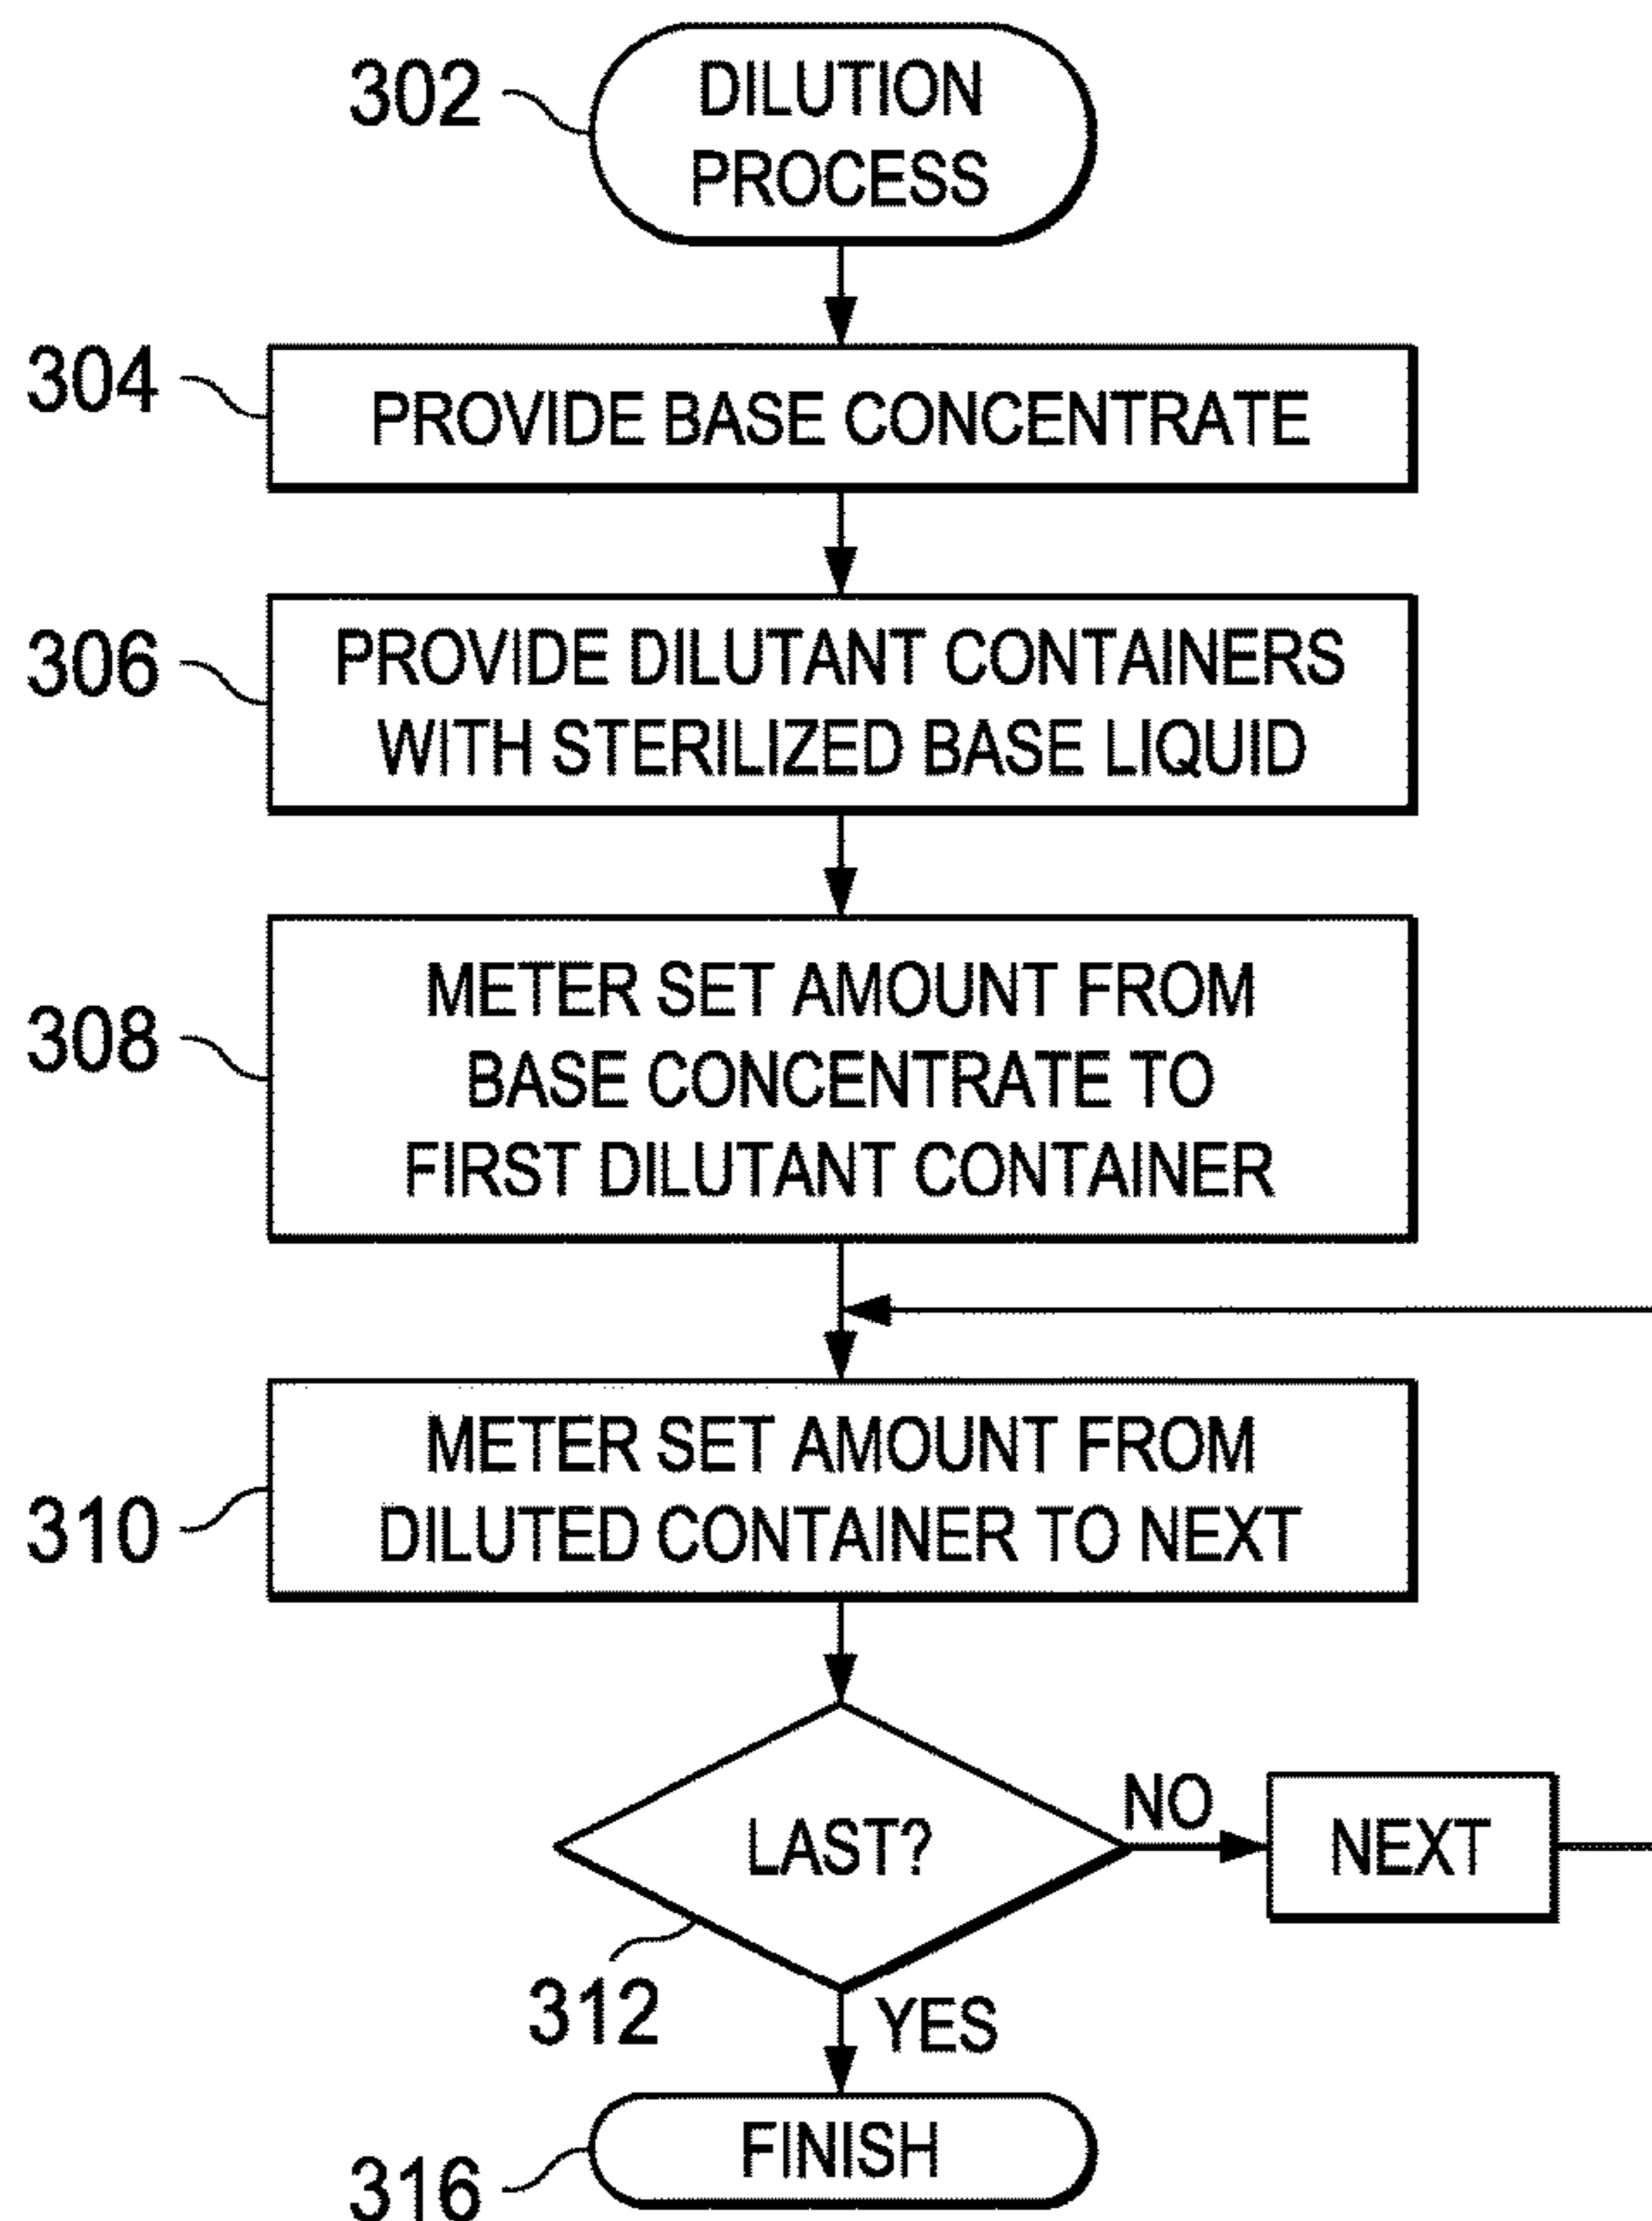 302
DILUTION
PROCESS
304
PROVIDE BASE CONCENTRATE
306
PROVIDE DILUTANT CONTAINERS
WITH STERILIZED BASE LIQUID
308
METER SET AMOUNT FROM
BASE CONCENTRATE TO
FIRST DILUTANT CONTAINER
310
METER SET AMOUNT FROM
DILUTED CONTAINER TO NEXT
LAST?
NO
NEXT
312
YES
FINISH
316